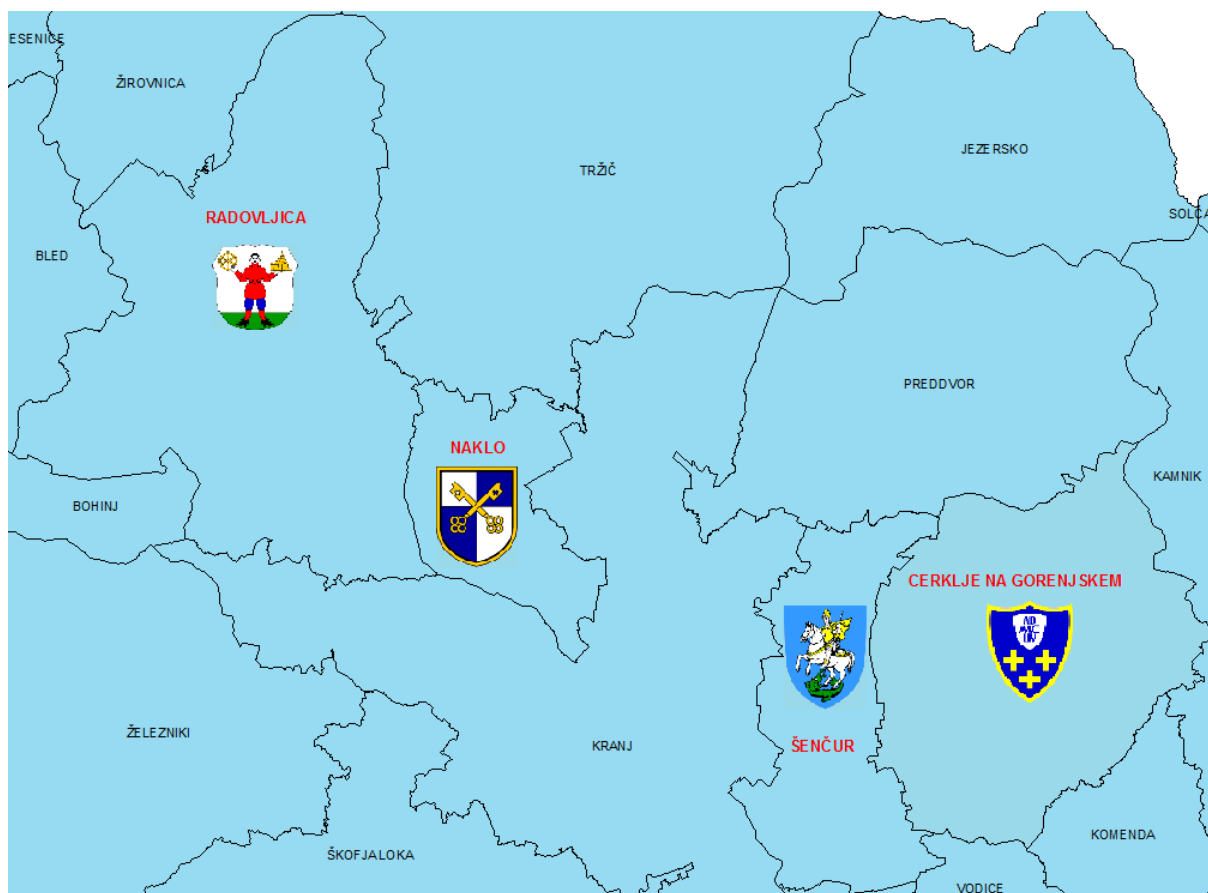 ESENICE
ŽIROVNICA
TRŽIČ
JEZERSKO
RADOVLJICA
SOLČA
BLED
PREDDVOR
NAKLO
KAMNIK
BOHINJ
CERKLJE NA GORENJSKEM
ŽELEZNIKI
KRANJ
ŠENČUR
KOMENDA
ŠKOFJALOKA
VODICE